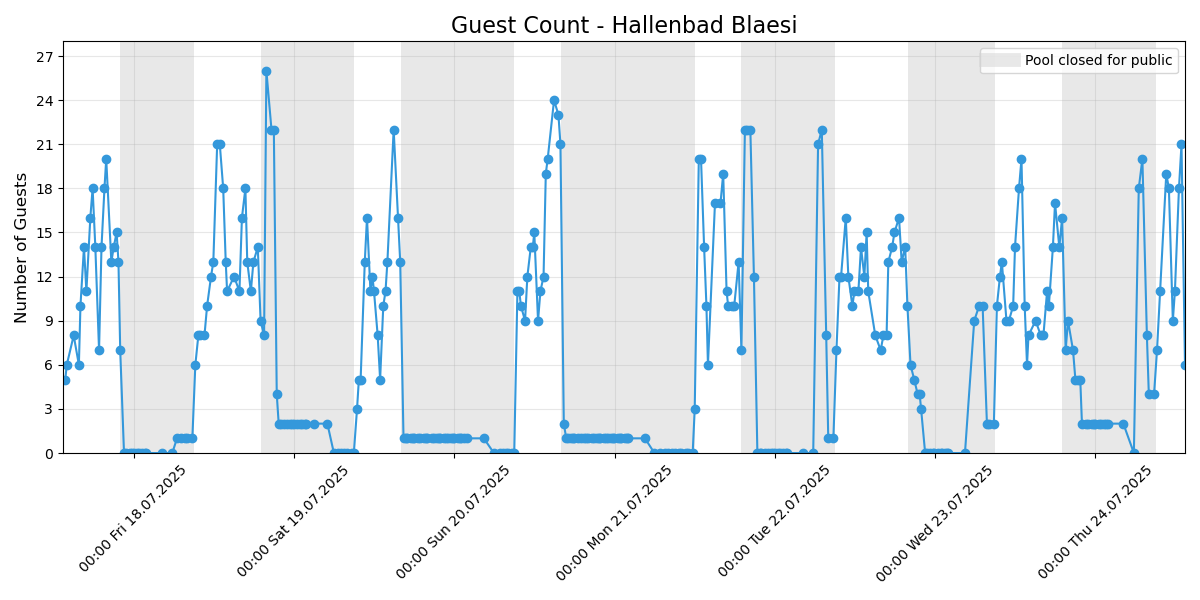 Guest Count - Hallenbad Blaesi
Pool closed for public
Number of Guests
27
24
21
18
15
12
9
6
3
0
00:00 Fri 18.07.2025
00:00 Sat 19.07.2025
00:00 Sun 20.07.2025
00:00 Mon 21.07.2025
00:00 Tue 22.07.2025
00:00 Wed 23.07.2025
00:00 Thu 24.07.2025